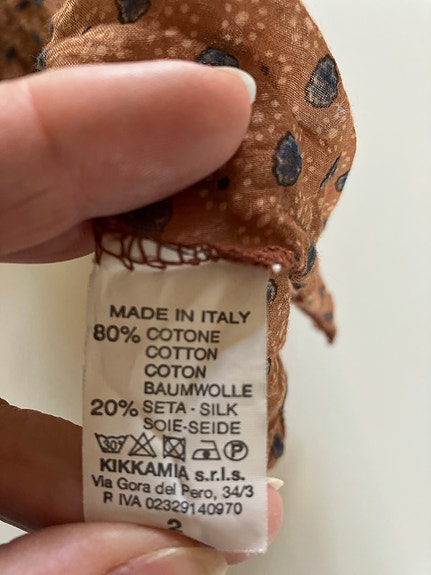 MADE IN ITALY
80% COTONE
COTTON
COTON
BAUMWOLLE
20% SETA - SILK
SOIE-SEIDE
30° P
KIKKAMIA s.r.l.s.
Via Gora del Pero, 34/3
P. IVA 02329140970
2